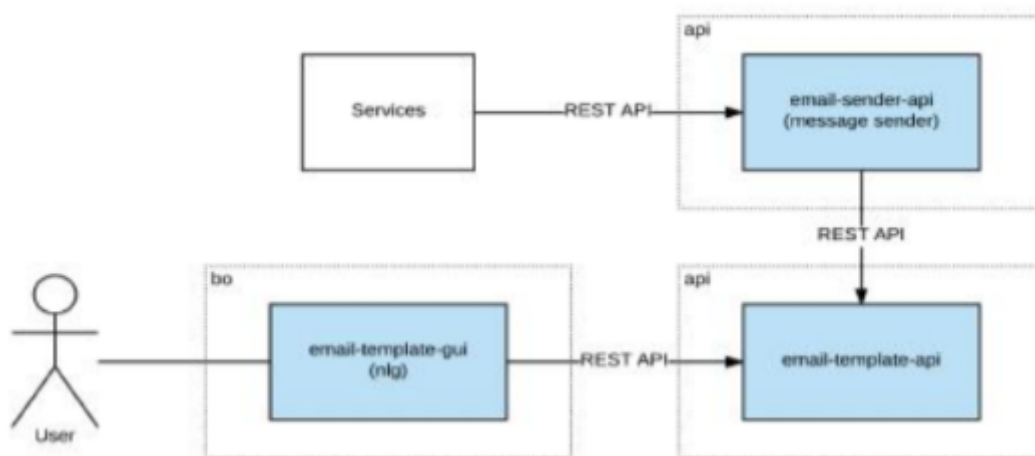 api
Services
REST API
email-sender-api
(message sender)
REST API
bo
api
email-template-gui
(nlg)
REST API
email-template-api
User